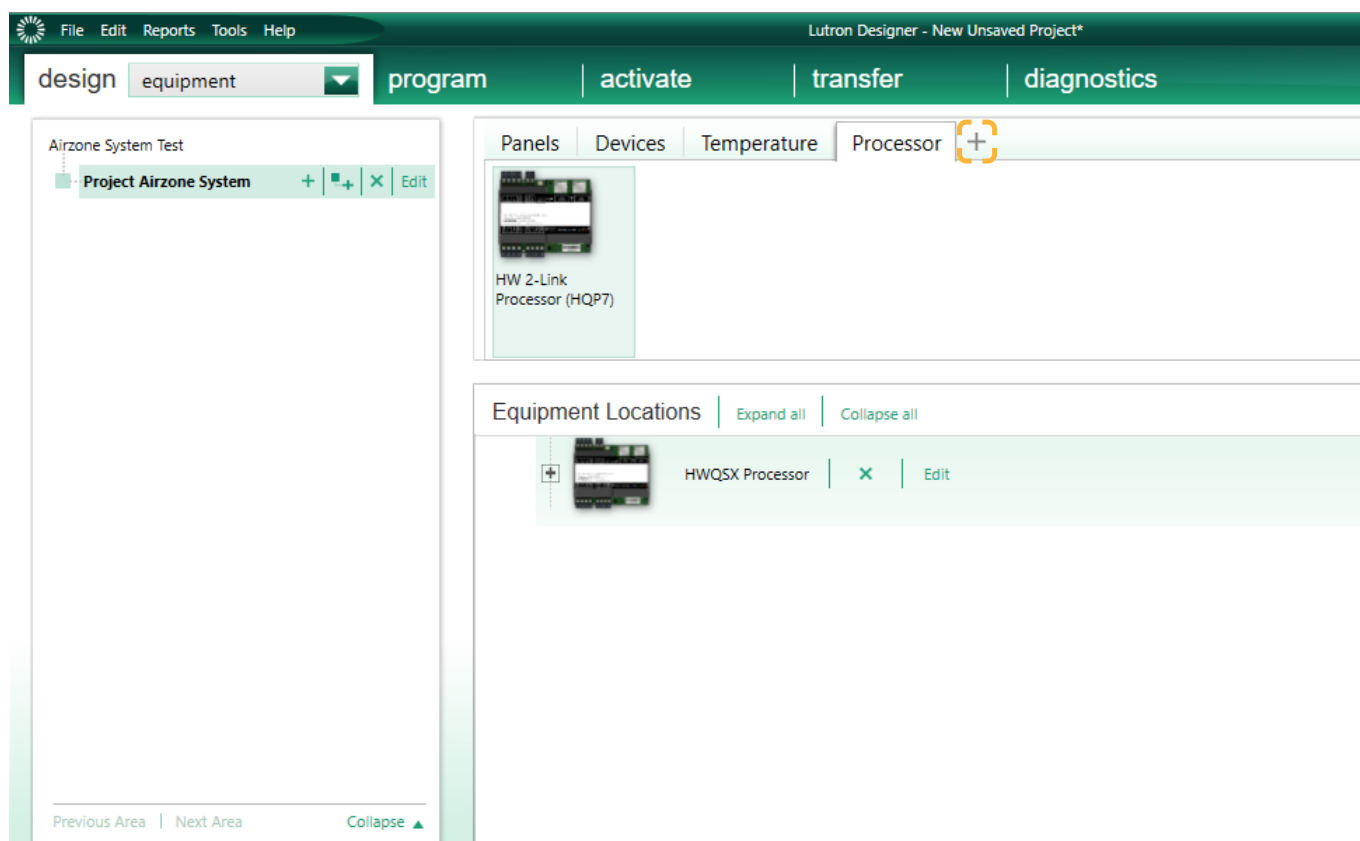 File Edit Reports Tools Help
Lutron Designer - New Unsaved Project*
design equipment program activate transfer diagnostics
Airzone System Test
Project Airzone System Edit
Panels Devices Temperature Processor
HW 2-Link
Processor (HQP7)
Equipment Locations Expand all Collapse all
HWQSX Processor Edit
Previous Area Next Area Collapse